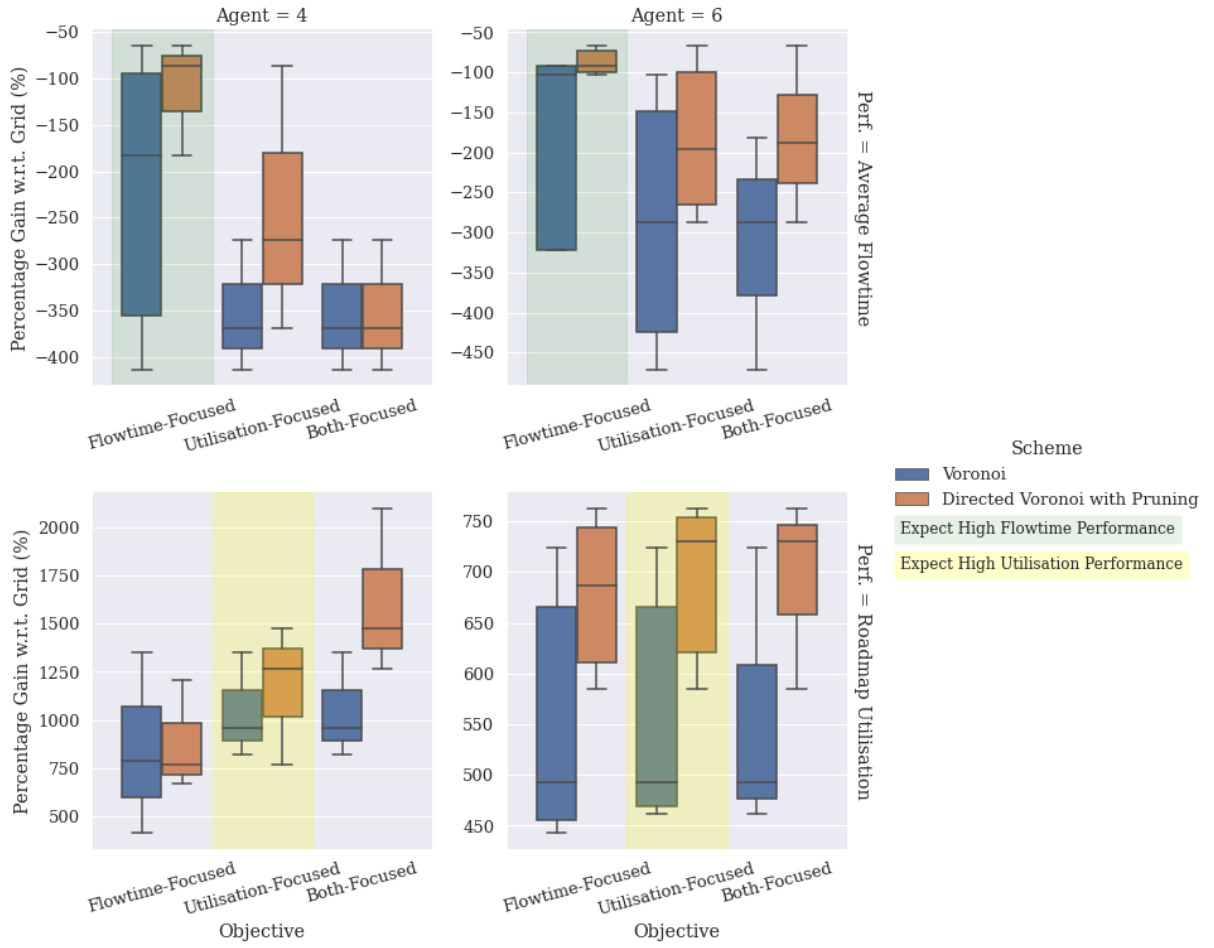 Agent = 4
Agent = 6
Percentage Gain w.r.t. Grid (%)
−50
−100
−150
−200
−250
−300
−350
−400
Flowtime-Focused
Utilisation-Focused
Both-Focused
−50
−100
−150
−200
−250
−300
−350
−400
−450
Flowtime-Focused
Utilisation-Focused
Both-Focused
Perf. = Average Flowtime
Percentage Gain w.r.t. Grid (%)
2000
1750
1500
1250
1000
750
500
Flowtime-Focused
Utilisation-Focused
Both-Focused
Objective
750
700
650
600
550
500
450
Flowtime-Focused
Utilisation-Focused
Both-Focused
Objective
Perf. = Roadmap Utilisation
Scheme
Voronoi
Directed Voronoi with Pruning
Expect High Flowtime Performance
Expect High Utilisation Performance